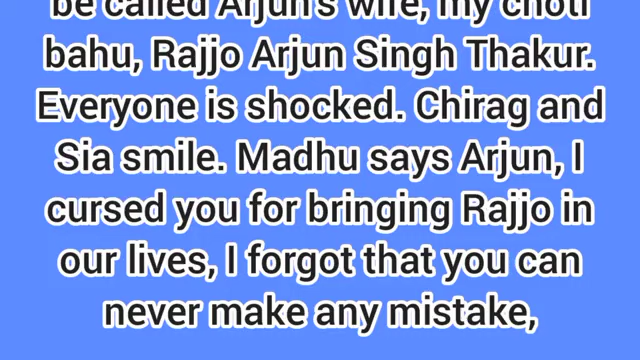 be called Arjun's wife, my choti
bahu, Rajjo Arjun Singh Thakur.
Everyone is shocked. Chirag and
Sia smile. Madhu says Arjun, I
cursed you for bringing Rajjo in
our lives, I forgot that you can
never make any mistake,